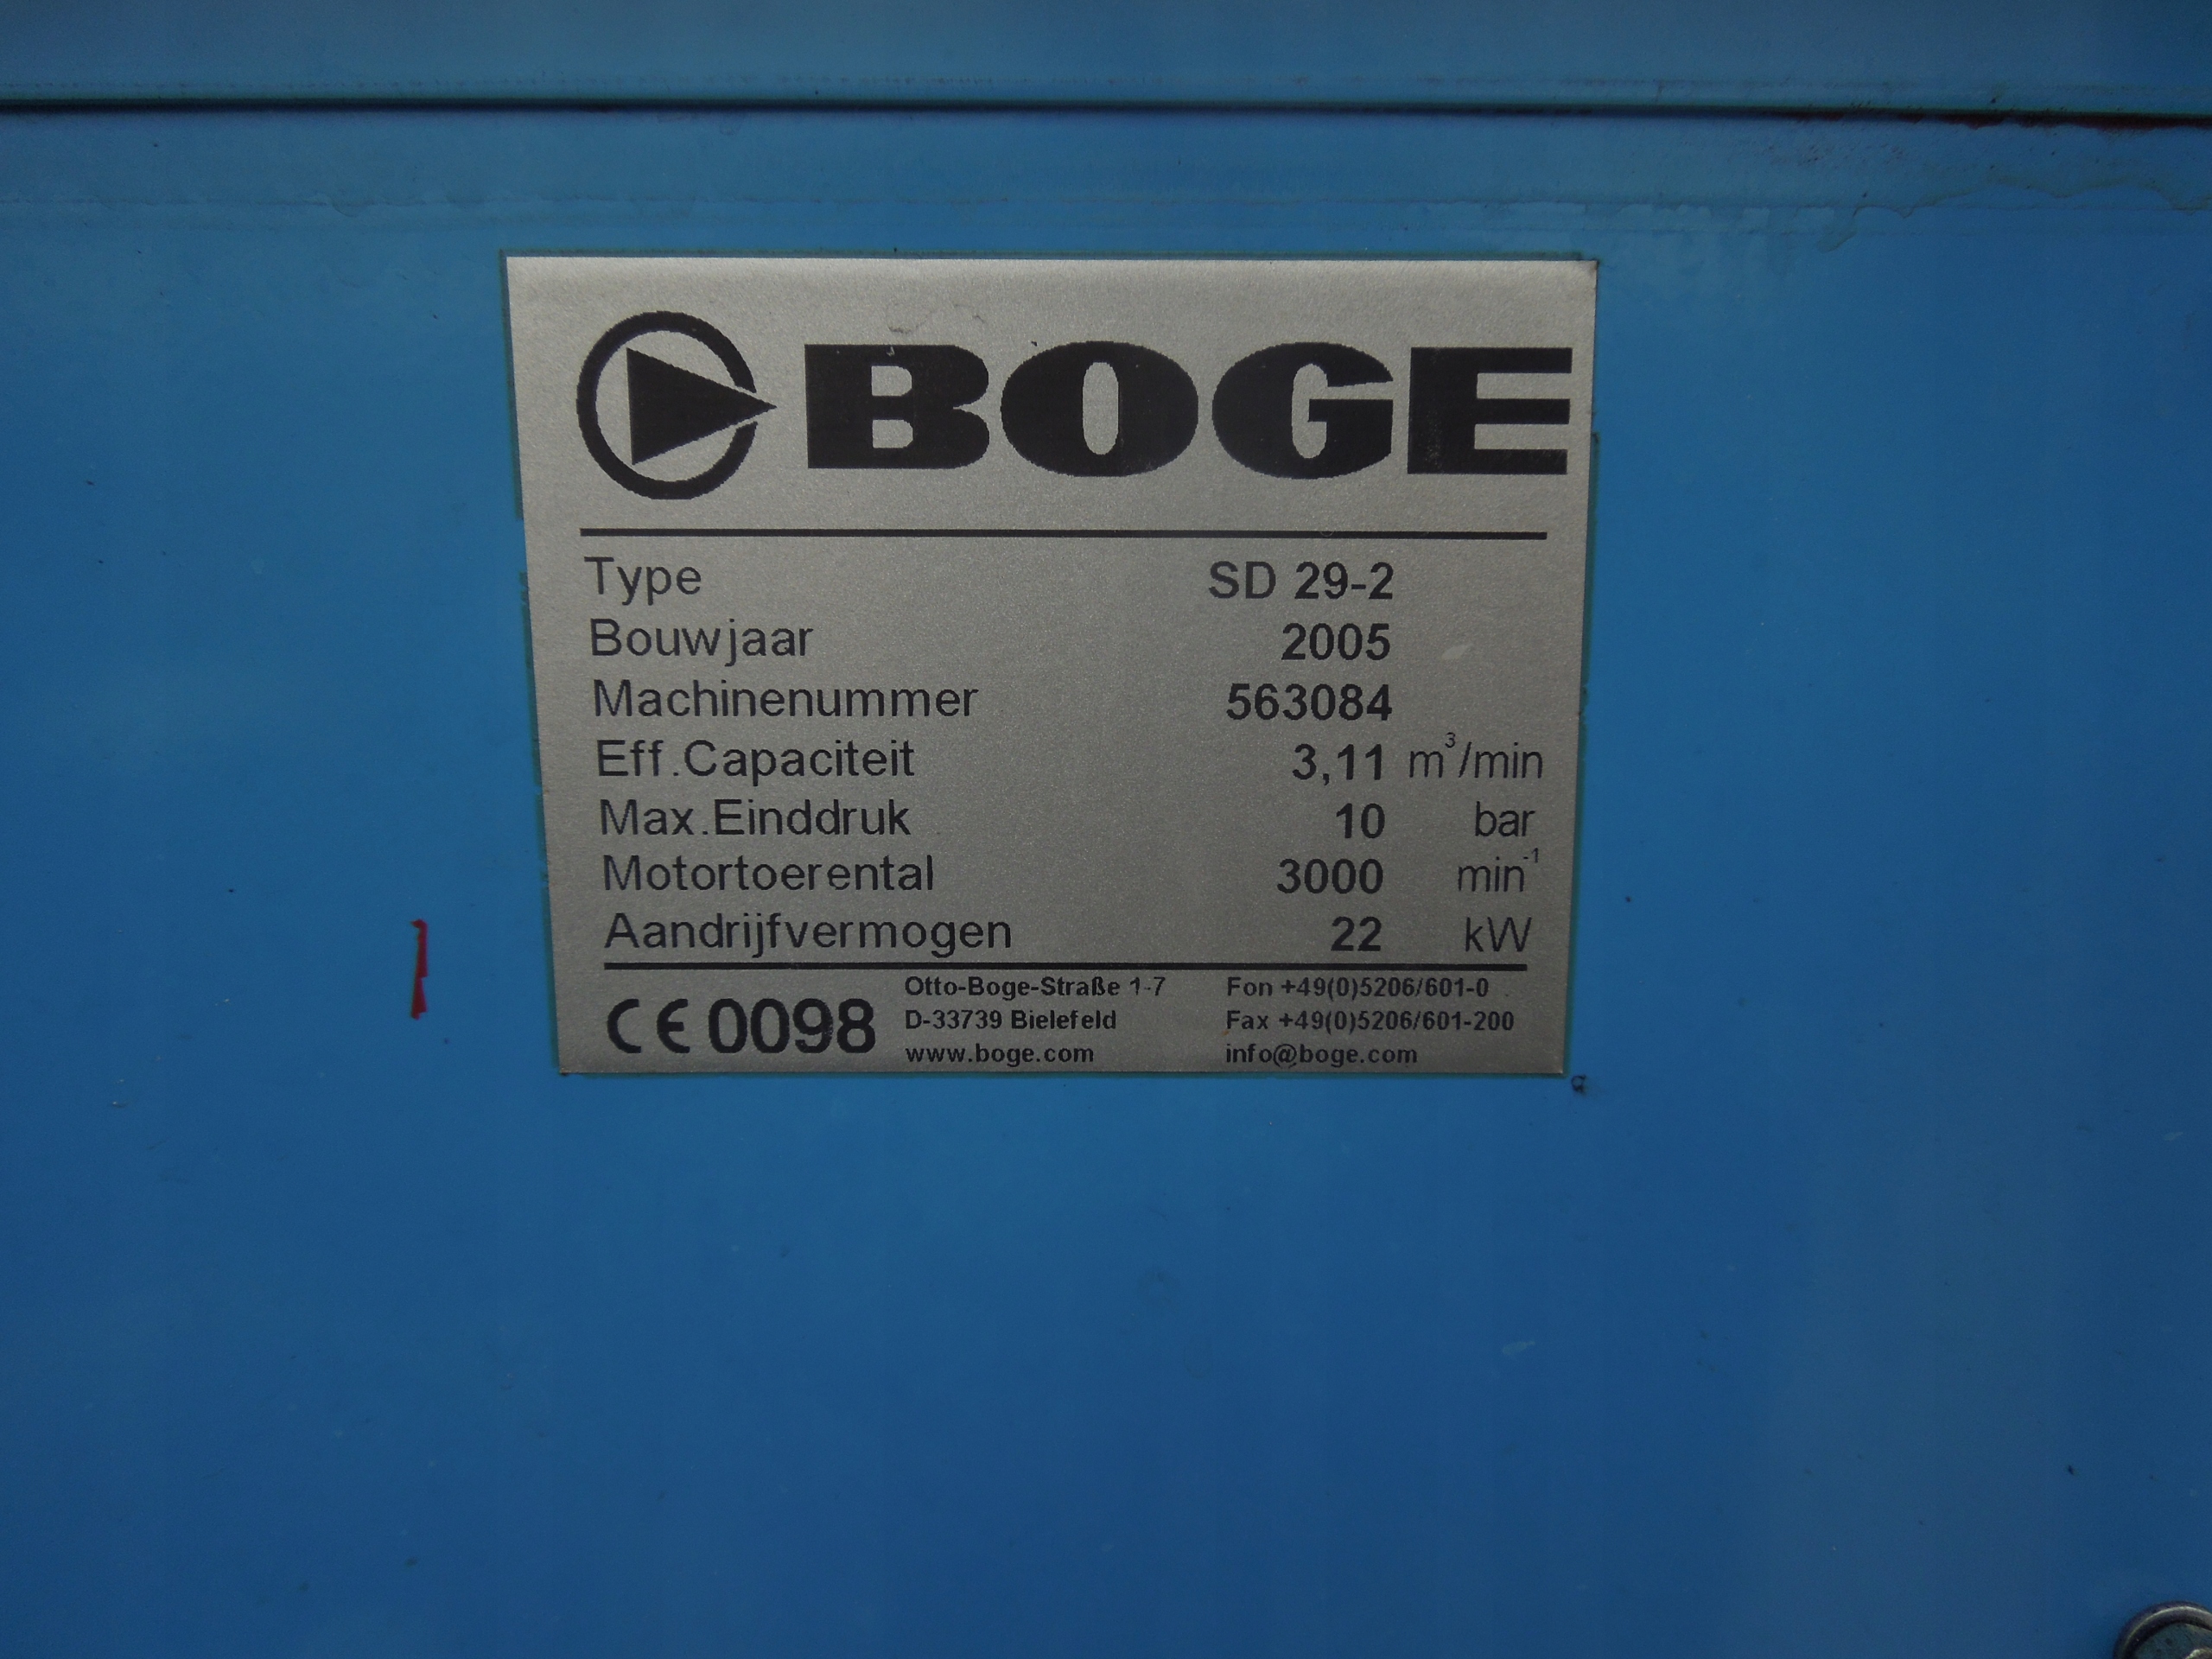 BOGE
Type SD 29-2
Bouwjaar 2005
Machinenummer 563084
Eff.Capaciteit 3,11 m³/min
Max.Einddruk 10 bar
Motortoerental 3000 min⁻¹
Aandrijfvermogen 22 kW
CE 0098
Otto-Boge-Straße 1-7 Fon +49(0)5206/601-0
D-33739 Bielefeld Fax +49(0)5206/601-200
www.boge.com info@boge.com